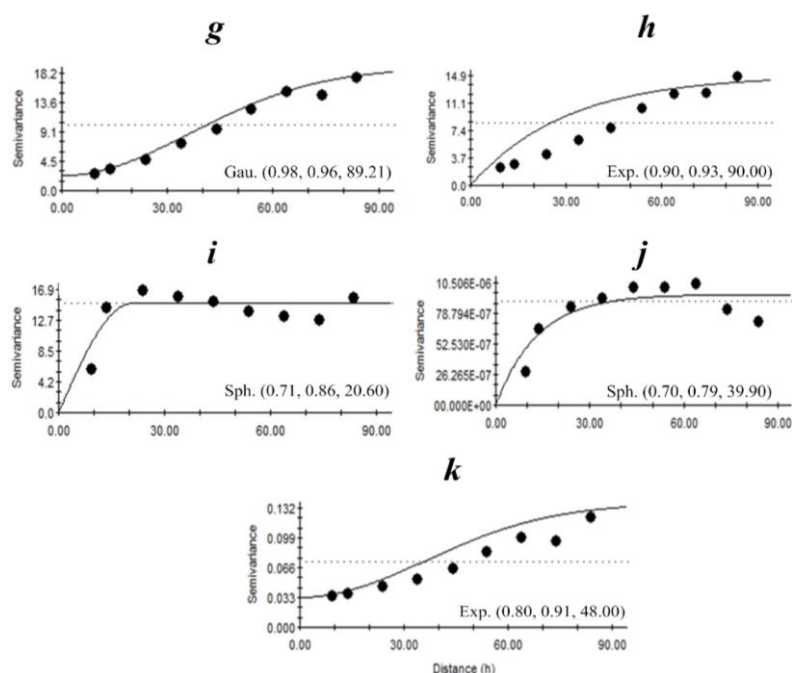 g
Semivariance
18.2
13.6
9.1
4.5
0.0
Gau. (0.98, 0.96, 89.21)
0.00 30.00 60.00 90.00
h
Semivariance
14.9
11.1
7.4
3.7
0.0
Exp. (0.90, 0.93, 90.00)
0.00 30.00 60.00 90.00
i
Semivariance
16.9
12.7
8.5
4.2
0.0
Sph. (0.71, 0.86, 20.60)
0.00 30.00 60.00 90.00
j
Semivariance
10.506E-06
78.794E-07
52.530E-07
26.265E-07
00.000E+00
Sph. (0.70, 0.79, 39.90)
0.00 30.00 60.00 90.00
k
Semivariance
0.132
0.099
0.066
0.033
0.000
Exp. (0.80, 0.91, 48.00)
0.00 30.00 60.00 90.00
Distance (h)